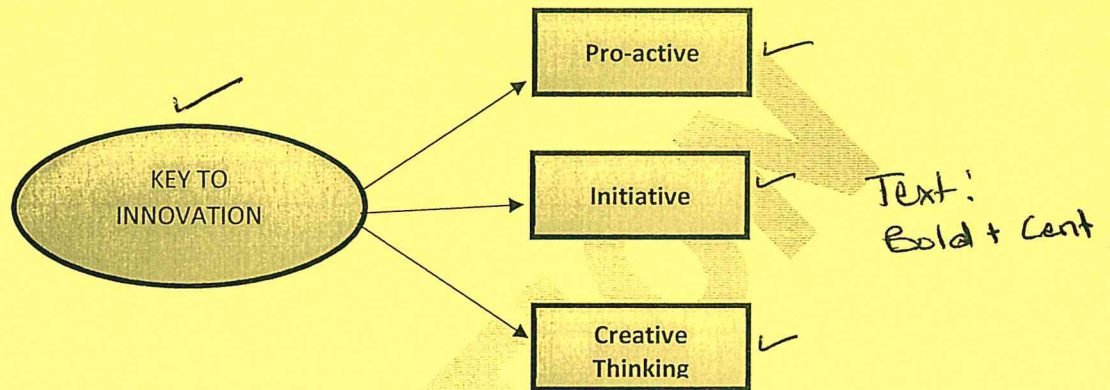 Pro-active
KEY TO
INNOVATION
Initiative
Text:
Bold + Cent
Creative
Thinking